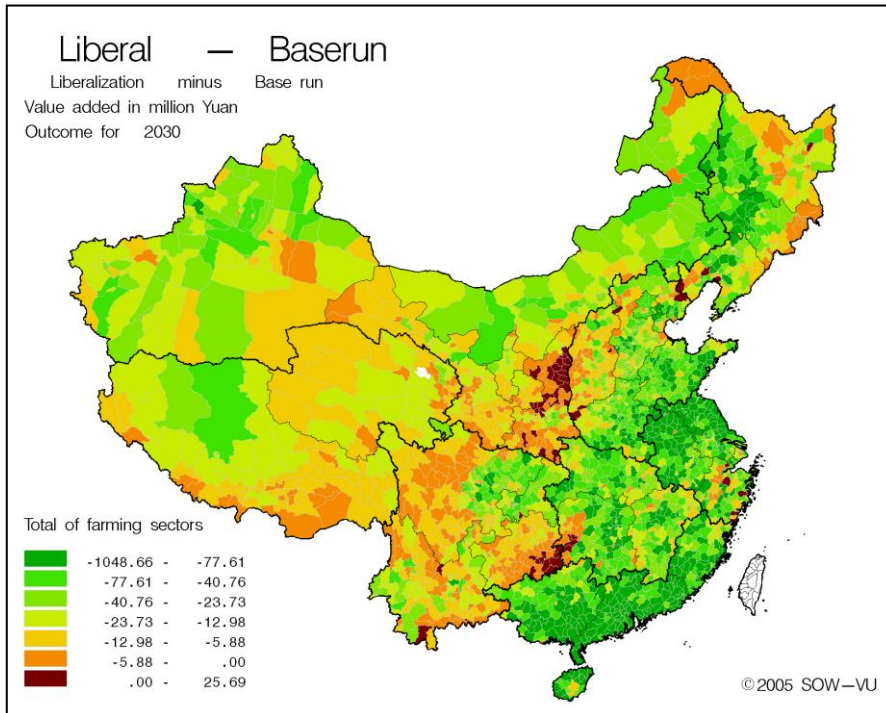 Liberal — Baserun
Liberalization minus Base run
Value added in million Yuan
Outcome for 2030
Total of farming sectors
-1048.66 - -77.61
-77.61 - -40.76
-40.76 - -23.73
-23.73 - -12.98
-12.98 - -5.88
-5.88 - .00
.00 - 25.69
©2005 SOW—VU